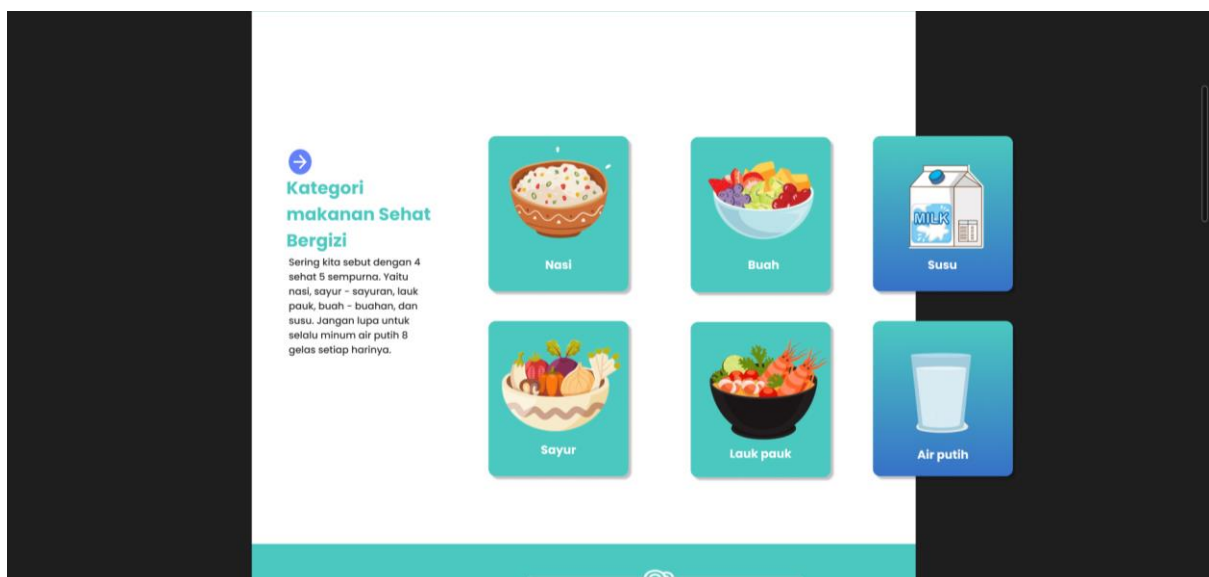 Kategori
makanan Sehat
Bergizi
Sering kita sebut dengan 4
sehat 5 sempurna. Yaitu
nasi, sayur - sayuran, lauk
pauk, buah - buahan, dan
susu. Jangan lupa untuk
selalu minum air putih 8
gelas setiap harinya.
Nasi
Buah
MILK
Susu
Sayur
Lauk pauk
Air putih